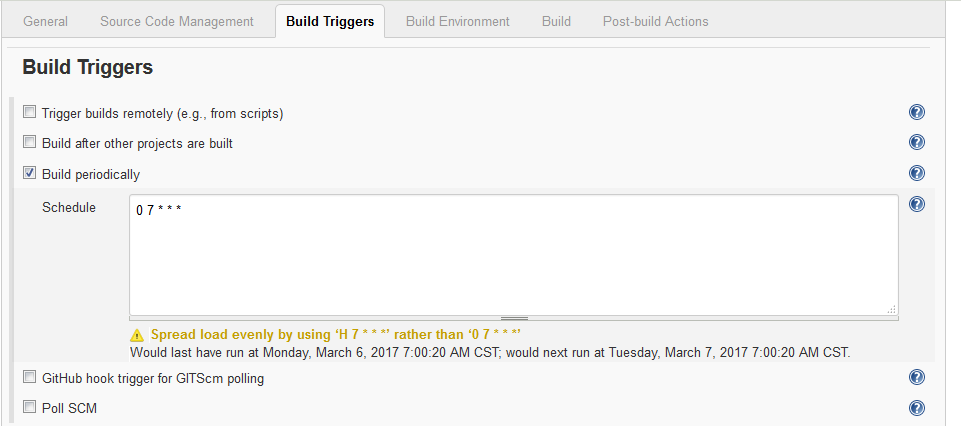 General Source Code Management Build Triggers Build Environment Build Post-build Actions
Build Triggers
Trigger builds remotely (e.g., from scripts)
Build after other projects are built
Build periodically
Schedule 0 7 * * *
Spread load evenly by using ‘H 7 * * *’ rather than ‘0 7 * * *’
Would last have run at Monday, March 6, 2017 7:00:20 AM CST; would next run at Tuesday, March 7, 2017 7:00:20 AM CST.
GitHub hook trigger for GITScm polling
Poll SCM